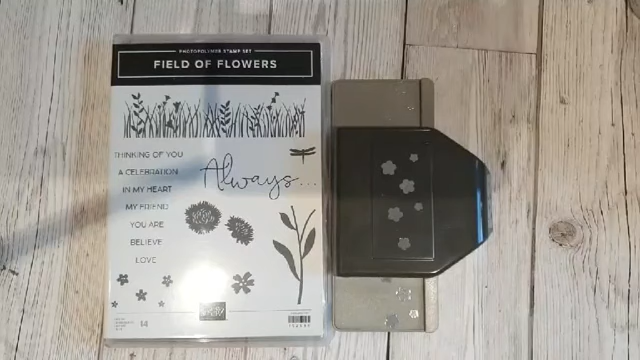 PHOTOPOLYMER STAMP SET
FIELD OF FLOWERS
THINKING OF YOU
A CELEBRATION
IN MY HEART
MY FRIEND
YOU ARE
BELIEVE
LOVE
Always...
14